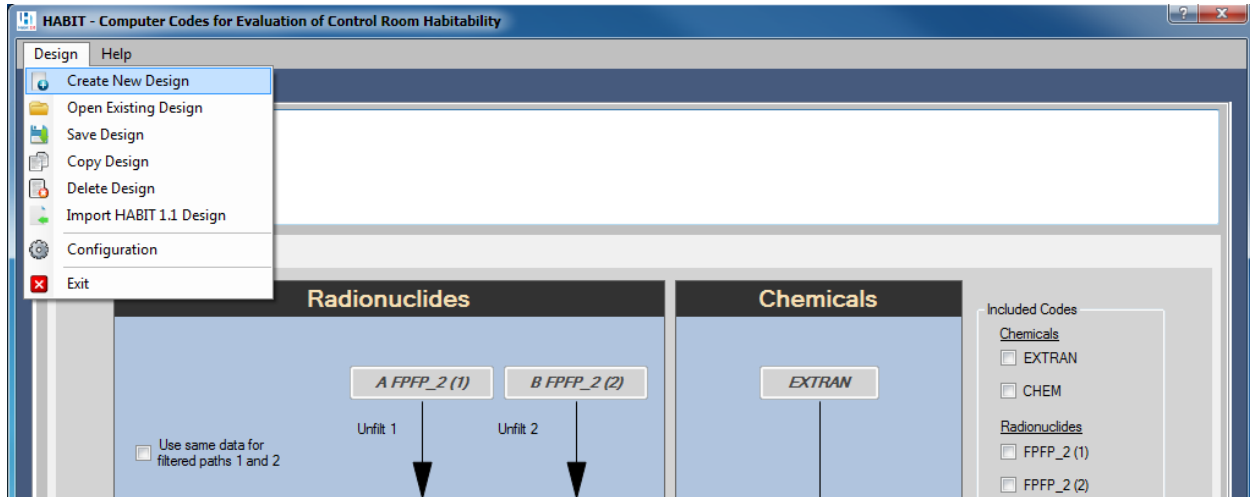 HABIT - Computer Codes for Evaluation of Control Room Habitability
Design Help
Create New Design
Open Existing Design
Save Design
Copy Design
Delete Design
Import HABIT 1.1 Design
Configuration
Exit
Radionuclides
Chemicals
A FPFP_2 (1)
B FPFP_2 (2)
EXTRAN
Unfilt 1
Unfilt 2
Use same data for
filtered paths 1 and 2
Included Codes
Chemicals
EXTRAN
CHEM
Radionuclides
FPFP_2 (1)
FPFP_2 (2)